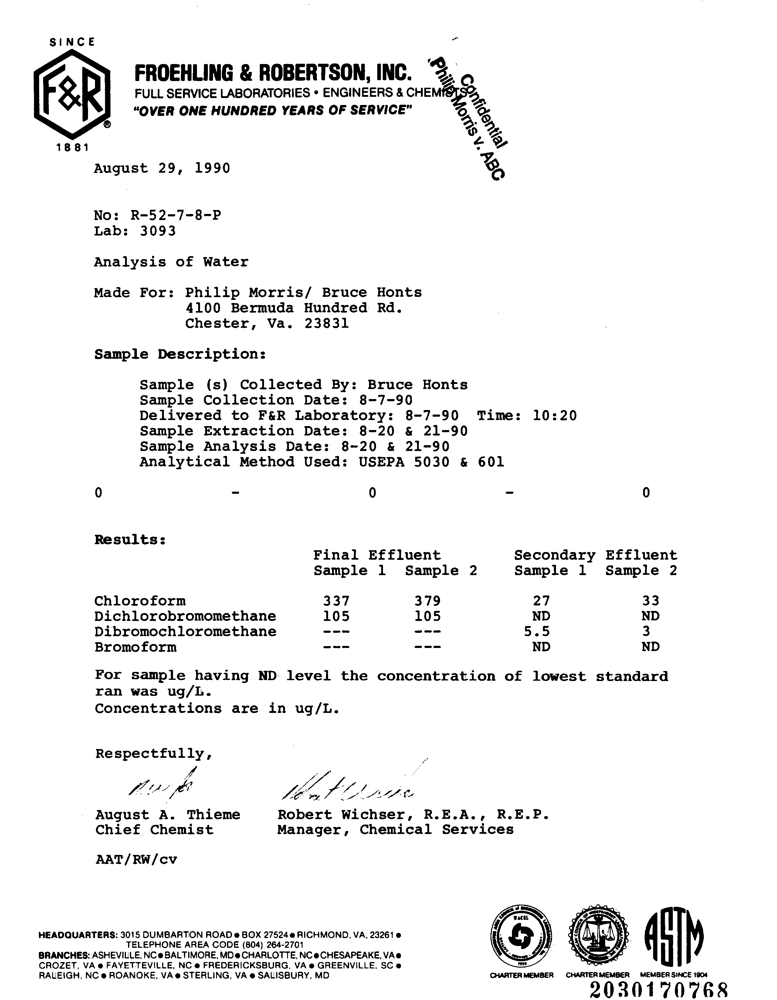 SINCE
F&R
®
1881
FROEHLING & ROBERTSON, INC.
FULL SERVICE LABORATORIES • ENGINEERS & CHEMISTS
"OVER ONE HUNDRED YEARS OF SERVICE"
Confidential
Philip Morris v. ABC
August 29, 1990
No: R-52-7-8-P
Lab: 3093
Analysis of Water
Made For: Philip Morris/ Bruce Honts
4100 Bermuda Hundred Rd.
Chester, Va. 23831
Sample Description:
Sample (s) Collected By: Bruce Honts
Sample Collection Date: 8-7-90
Delivered to F&R Laboratory: 8-7-90 Time: 10:20
Sample Extraction Date: 8-20 & 21-90
Sample Analysis Date: 8-20 & 21-90
Analytical Method Used: USEPA 5030 & 601
0 - 0 - 0
Results:
Final Effluent Secondary Effluent
Sample 1 Sample 2 Sample 1 Sample 2
Chloroform 337 379 27 33
Dichlorobromomethane 105 105 ND ND
Dibromochloromethane --- --- 5.5 3
Bromoform --- --- ND ND
For sample having ND level the concentration of lowest standard
ran was ug/L.
Concentrations are in ug/L.
Respectfully,
August A. Thieme Robert Wichser, R.E.A., R.E.P.
Chief Chemist Manager, Chemical Services
AAT/RW/cv
HEADQUARTERS: 3015 DUMBARTON ROAD • BOX 27524 • RICHMOND, VA, 23261 •
TELEPHONE AREA CODE (804) 264-2701
BRANCHES: ASHEVILLE, NC • BALTIMORE, MD • CHARLOTTE, NC • CHESAPEAKE, VA •
CROZET, VA • FAYETTEVILLE, NC • FREDERICKSBURG, VA • GREENVILLE, SC •
RALEIGH, NC • ROANOKE, VA • STERLING, VA • SALISBURY, MD
ASTM
CHARTER MEMBER CHARTER MEMBER MEMBER SINCE 1904
2030170768